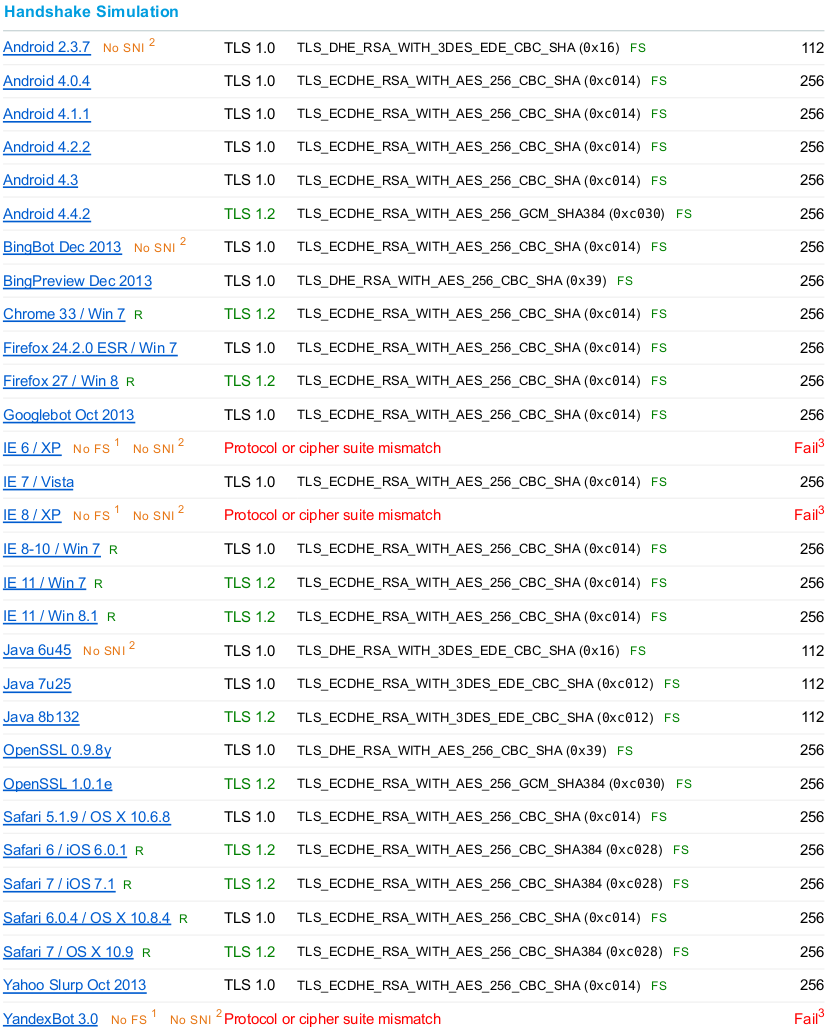 Handshake Simulation
Android 2.3.7 No SNI 2 TLS 1.0 TLS_DHE_RSA_WITH_3DES_EDE_CBC_SHA (0x16) FS 112
Android 4.0.4 TLS 1.0 TLS_ECDHE_RSA_WITH_AES_256_CBC_SHA (0xc014) FS 256
Android 4.1.1 TLS 1.0 TLS_ECDHE_RSA_WITH_AES_256_CBC_SHA (0xc014) FS 256
Android 4.2.2 TLS 1.0 TLS_ECDHE_RSA_WITH_AES_256_CBC_SHA (0xc014) FS 256
Android 4.3 TLS 1.0 TLS_ECDHE_RSA_WITH_AES_256_CBC_SHA (0xc014) FS 256
Android 4.4.2 TLS 1.2 TLS_ECDHE_RSA_WITH_AES_256_GCM_SHA384 (0xc030) FS 256
BingBot Dec 2013 No SNI 2 TLS 1.0 TLS_ECDHE_RSA_WITH_AES_256_CBC_SHA (0xc014) FS 256
BingPreview Dec 2013 TLS 1.0 TLS_DHE_RSA_WITH_AES_256_CBC_SHA (0x39) FS 256
Chrome 33 / Win 7 R TLS 1.2 TLS_ECDHE_RSA_WITH_AES_256_CBC_SHA (0xc014) FS 256
Firefox 24.2.0 ESR / Win 7 TLS 1.0 TLS_ECDHE_RSA_WITH_AES_256_CBC_SHA (0xc014) FS 256
Firefox 27 / Win 8 R TLS 1.2 TLS_ECDHE_RSA_WITH_AES_256_CBC_SHA (0xc014) FS 256
Googlebot Oct 2013 TLS 1.0 TLS_ECDHE_RSA_WITH_AES_256_CBC_SHA (0xc014) FS 256
IE 6 / XP No FS 1 No SNI 2 Protocol or cipher suite mismatch Fail3
IE 7 / Vista TLS 1.0 TLS_ECDHE_RSA_WITH_AES_256_CBC_SHA (0xc014) FS 256
IE 8 / XP No FS 1 No SNI 2 Protocol or cipher suite mismatch Fail3
IE 8-10 / Win 7 R TLS 1.0 TLS_ECDHE_RSA_WITH_AES_256_CBC_SHA (0xc014) FS 256
IE 11 / Win 7 R TLS 1.2 TLS_ECDHE_RSA_WITH_AES_256_CBC_SHA (0xc014) FS 256
IE 11 / Win 8.1 R TLS 1.2 TLS_ECDHE_RSA_WITH_AES_256_CBC_SHA (0xc014) FS 256
Java 6u45 No SNI 2 TLS 1.0 TLS_DHE_RSA_WITH_3DES_EDE_CBC_SHA (0x16) FS 112
Java 7u25 TLS 1.0 TLS_ECDHE_RSA_WITH_3DES_EDE_CBC_SHA (0xc012) FS 112
Java 8b132 TLS 1.2 TLS_ECDHE_RSA_WITH_3DES_EDE_CBC_SHA (0xc012) FS 112
OpenSSL 0.9.8y TLS 1.0 TLS_DHE_RSA_WITH_AES_256_CBC_SHA (0x39) FS 256
OpenSSL 1.0.1e TLS 1.2 TLS_ECDHE_RSA_WITH_AES_256_GCM_SHA384 (0xc030) FS 256
Safari 5.1.9 / OS X 10.6.8 TLS 1.0 TLS_ECDHE_RSA_WITH_AES_256_CBC_SHA (0xc014) FS 256
Safari 6 / iOS 6.0.1 R TLS 1.2 TLS_ECDHE_RSA_WITH_AES_256_CBC_SHA384 (0xc028) FS 256
Safari 7 / iOS 7.1 R TLS 1.2 TLS_ECDHE_RSA_WITH_AES_256_CBC_SHA384 (0xc028) FS 256
Safari 6.0.4 / OS X 10.8.4 R TLS 1.0 TLS_ECDHE_RSA_WITH_AES_256_CBC_SHA (0xc014) FS 256
Safari 7 / OS X 10.9 R TLS 1.2 TLS_ECDHE_RSA_WITH_AES_256_CBC_SHA384 (0xc028) FS 256
Yahoo Slurp Oct 2013 TLS 1.0 TLS_ECDHE_RSA_WITH_AES_256_CBC_SHA (0xc014) FS 256
YandexBot 3.0 No FS 1 No SNI 2 Protocol or cipher suite mismatch Fail3